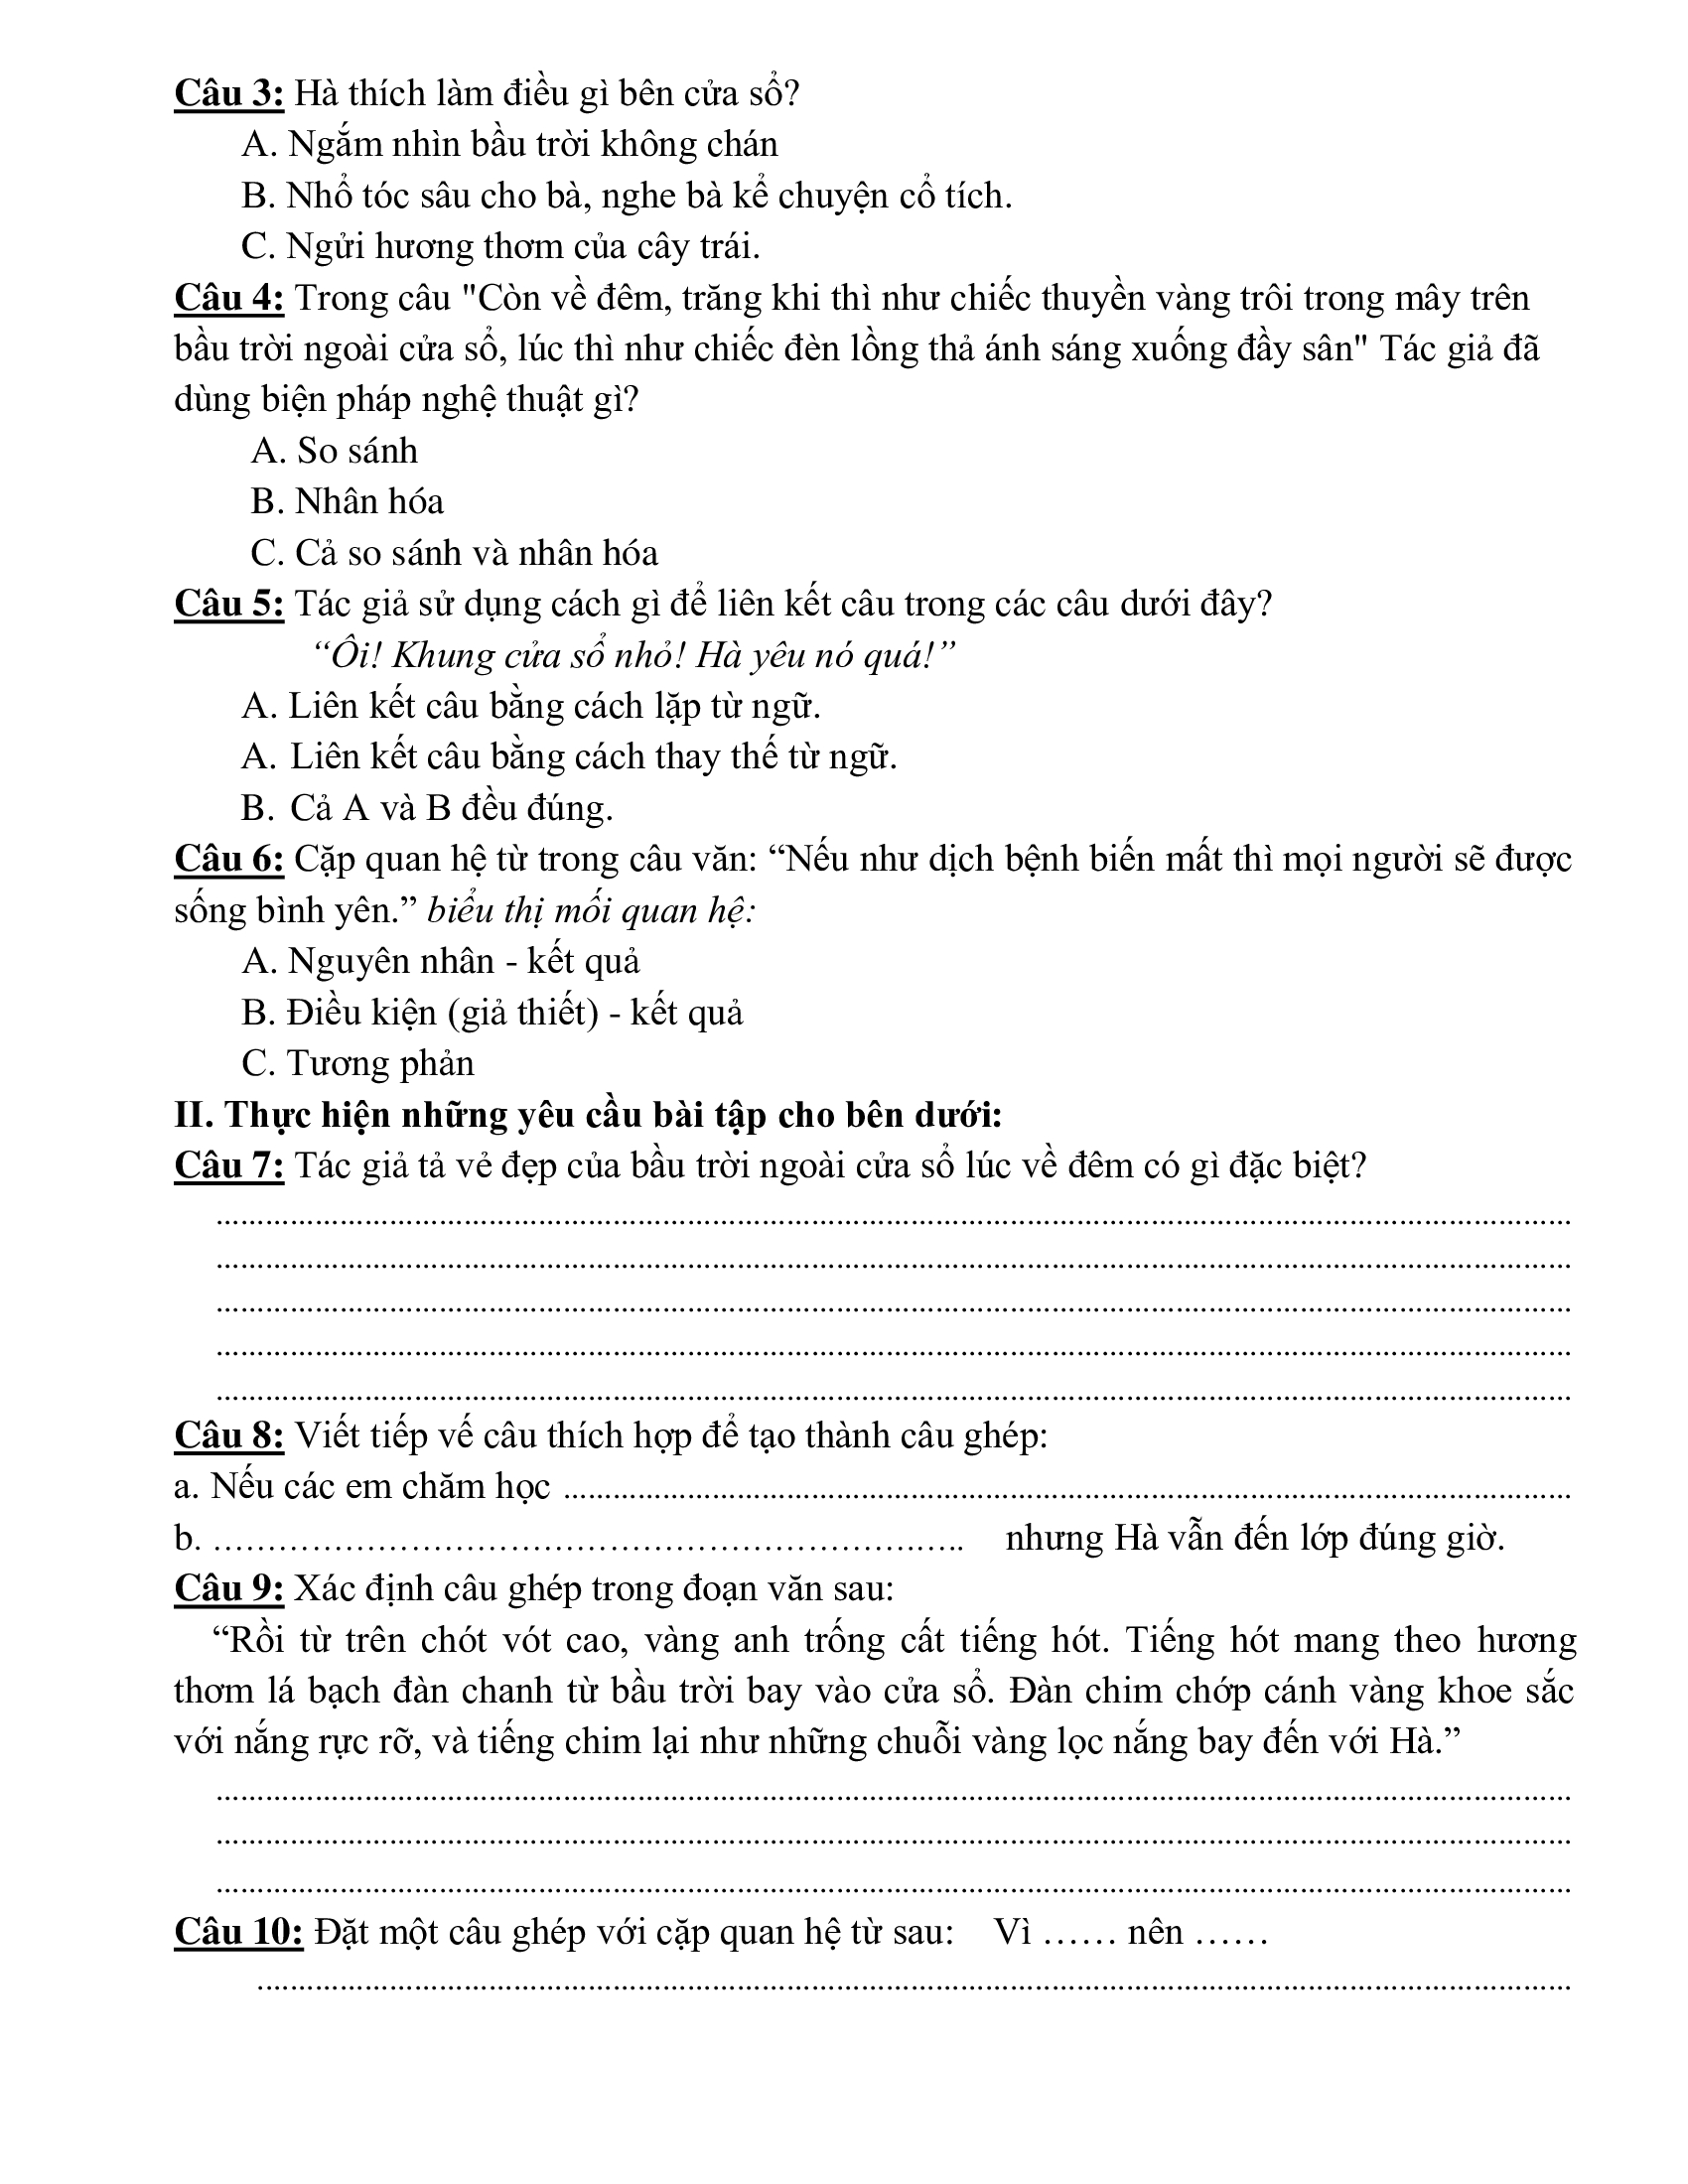 Câu 3: Hà thích làm điều gì bên cửa sổ?
A. Ngắm nhìn bầu trời không chán
B. Nhổ tóc sâu cho bà, nghe bà kể chuyện cổ tích.
C. Ngửi hương thơm của cây trái.
Câu 4: Trong câu "Còn về đêm, trăng khi thì như chiếc thuyền vàng trôi trong mây trên
bầu trời ngoài cửa sổ, lúc thì như chiếc đèn lồng thả ánh sáng xuống đầy sân" Tác giả đã
dùng biện pháp nghệ thuật gì?
A. So sánh
B. Nhân hóa
C. Cả so sánh và nhân hóa
Câu 5: Tác giả sử dụng cách gì để liên kết câu trong các câu dưới đây?
“Ôi! Khung cửa sổ nhỏ! Hà yêu nó quá!”
A. Liên kết câu bằng cách lặp từ ngữ.
A. Liên kết câu bằng cách thay thế từ ngữ.
B. Cả A và B đều đúng.
Câu 6: Cặp quan hệ từ trong câu văn: “Nếu như dịch bệnh biến mất thì mọi người sẽ được
sống bình yên.” biểu thị mối quan hệ:
A. Nguyên nhân - kết quả
B. Điều kiện (giả thiết) - kết quả
C. Tương phản
II. Thực hiện những yêu cầu bài tập cho bên dưới:
Câu 7: Tác giả tả vẻ đẹp của bầu trời ngoài cửa sổ lúc về đêm có gì đặc biệt?
Câu 8: Viết tiếp vế câu thích hợp để tạo thành câu ghép:
a. Nếu các em chăm học ..........................................................................
b. .......................................................... nhưng Hà vẫn đến lớp đúng giờ.
Câu 9: Xác định câu ghép trong đoạn văn sau:
“Rồi từ trên chót vót cao, vàng anh trống cất tiếng hót. Tiếng hót mang theo hương
thơm lá bạch đàn chanh từ bầu trời bay vào cửa sổ. Đàn chim chớp cánh vàng khoe sắc
với nắng rực rỡ, và tiếng chim lại như những chuỗi vàng lọc nắng bay đến với Hà.”
Câu 10: Đặt một câu ghép với cặp quan hệ từ sau: Vì …… nên ……